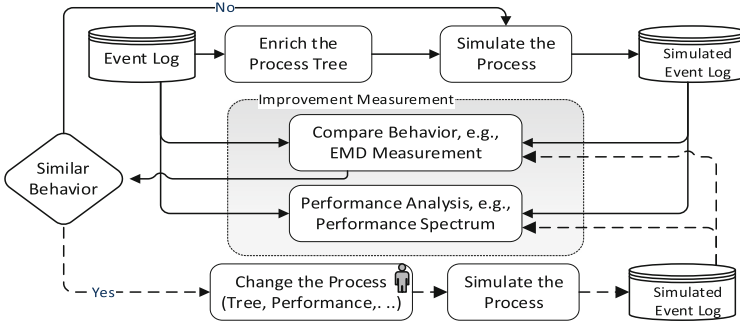 No
Event Log
Enrich the
Process Tree
Simulate the
Process
Simulated
Event Log
Improvement Measurement
Compare Behavior, e.g.,
EMD Measurement
Similar
Behavior
Performance Analysis, e.g.,
Performance Spectrum
Yes
Change the Process
(Tree, Performance,. ..)
Simulate the
Process
Simulated
Event Log